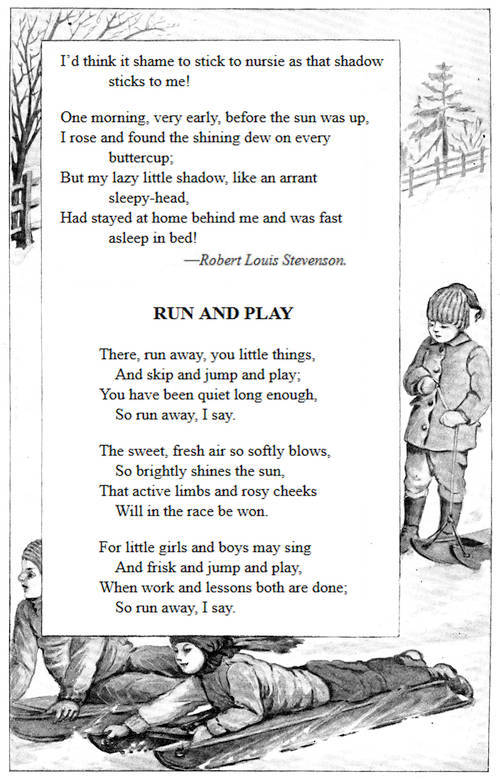 I’d think it shame to stick to nursie as that shadow
sticks to me!
One morning, very early, before the sun was up,
I rose and found the shining dew on every
buttercup;
But my lazy little shadow, like an arrant
sleepy-head,
Had stayed at home behind me and was fast
asleep in bed!
—Robert Louis Stevenson.
RUN AND PLAY
There, run away, you little things,
And skip and jump and play;
You have been quiet long enough,
So run away, I say.
The sweet, fresh air so softly blows,
So brightly shines the sun,
That active limbs and rosy cheeks
Will in the race be won.
For little girls and boys may sing
And frisk and jump and play,
When work and lessons both are done;
So run away, I say.